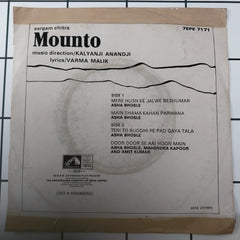 sargam chitra
7EPE 7171
Mounto
music direction/KALYANJI ANANDJI
lyrics/VARMA MALIK
SIDE 1
MERE HUSN KE JALWE BESHUMAR
ASHA BHOSLE
MAIN SHAMA KAHAN PARWANA
ASHA BHOSLE
SIDE 2
TERI TO BUDDHI PE PAD GAYA TALA
ASHA BHOSLE
DOOR DOOR SE AAI HOON MAIN
ASHA BHOSLE, MAHENDRA KAPOOR
AND AMIT KUMAR